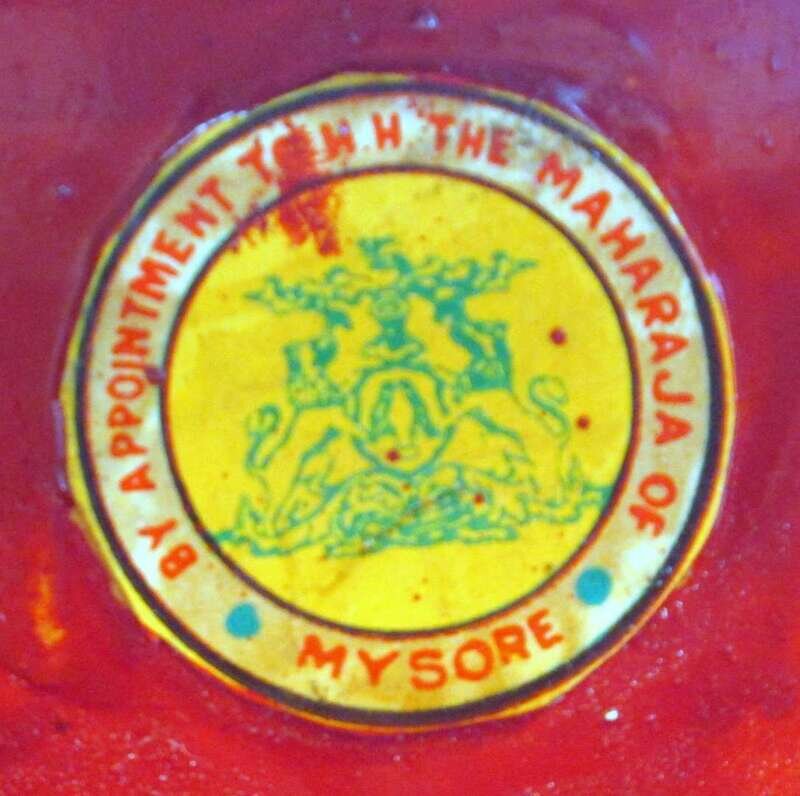 BY APPOINTMENT TO H.H THE MAHARAJA OF
MYSORE